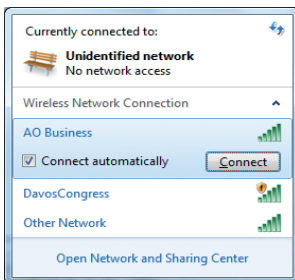 Currently connected to:
Unidentified network
No network access
Wireless Network Connection
AO Business
Connect automatically
Connect
DavosCongress
Other Network
Open Network and Sharing Center